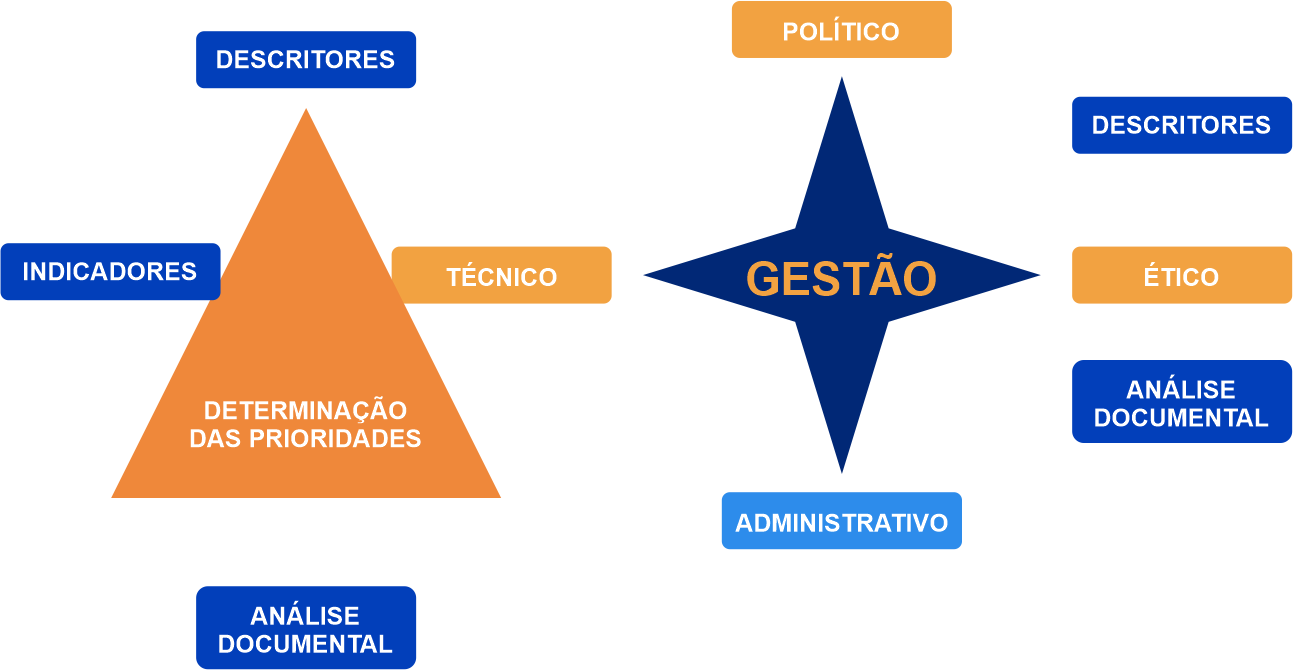 DESCRITORES
INDICADORES
TÉCNICO
DETERMINAÇÃO
DAS PRIORIDADES
ANÁLISE
DOCUMENTAL
POLÍTICO
GESTÃO
ADMINISTRATIVO
DESCRITORES
ÉTICO
ANÁLISE
DOCUMENTAL